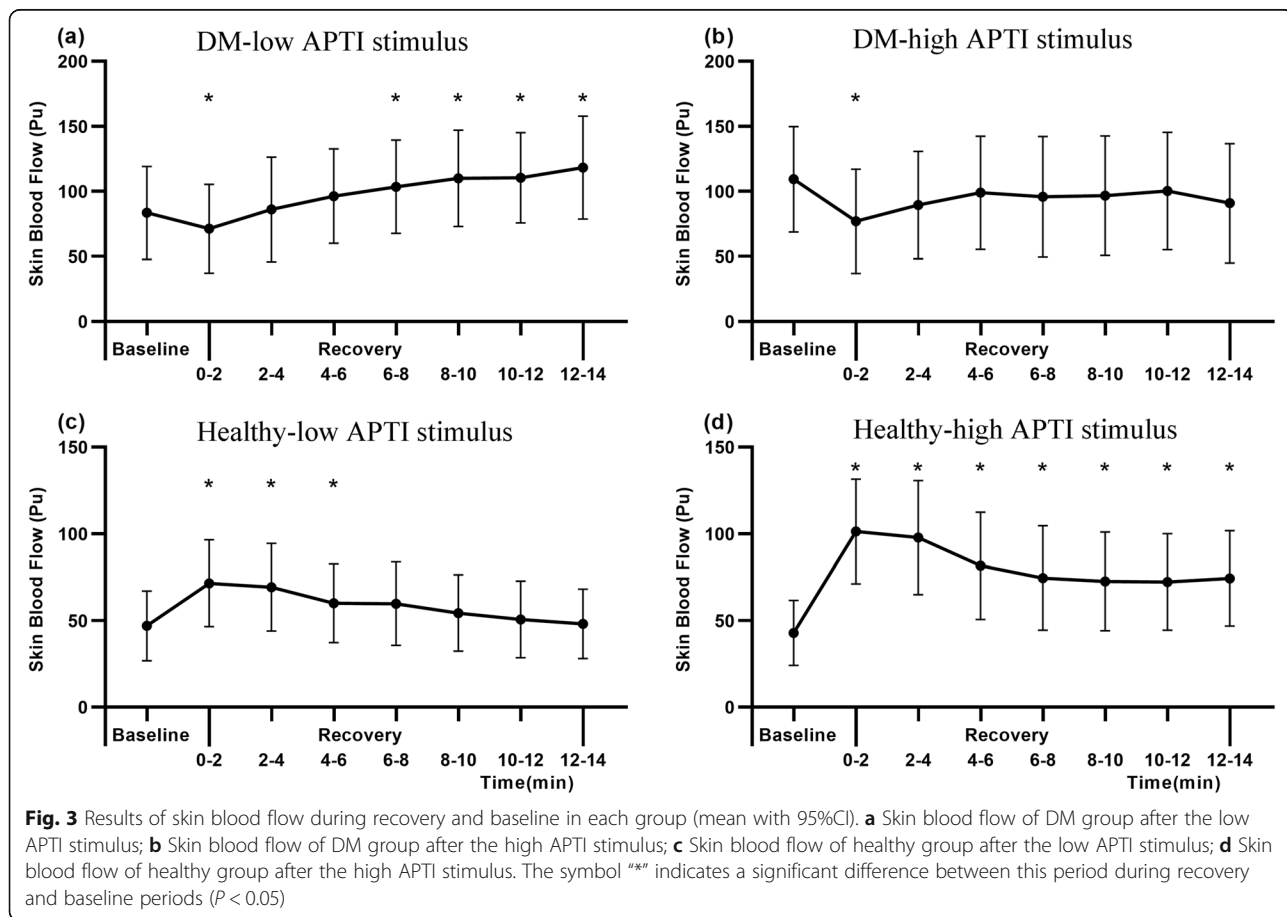 (a) DM-low APTI stimulus
200
150
100
50
0
Skin Blood Flow (Pu)
* * * * *
Baseline Recovery
0-2 2-4 4-6 6-8 8-10 10-12 12-14
(b) DM-high APTI stimulus
200
150
100
50
0
Skin Blood Flow (Pu)
*
Baseline Recovery
0-2 2-4 4-6 6-8 8-10 10-12 12-14
(c) Healthy-low APTI stimulus
150
100
50
0
Skin Blood Flow (Pu)
* * *
Baseline Recovery
0-2 2-4 4-6 6-8 8-10 10-12 12-14
Time(min)
(d) Healthy-high APTI stimulus
150
100
50
0
Skin Blood Flow (Pu)
* * * * * * *
Baseline Recovery
0-2 2-4 4-6 6-8 8-10 10-12 12-14
Time(min)
Fig. 3 Results of skin blood flow during recovery and baseline in each group (mean with 95%CI). a Skin blood flow of DM group after the low
APTI stimulus; b Skin blood flow of DM group after the high APTI stimulus; c Skin blood flow of healthy group after the low APTI stimulus; d Skin
blood flow of healthy group after the high APTI stimulus. The symbol “*” indicates a significant difference between this period during recovery
and baseline periods (P < 0.05)